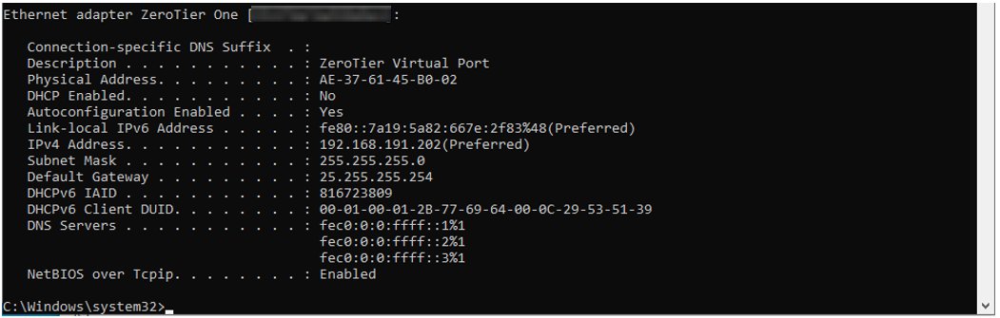 Ethernet adapter ZeroTier One [ ]:
Connection-specific DNS Suffix  . :
Description . . . . . . . . . . . : ZeroTier Virtual Port
Physical Address. . . . . . . . . : AE-37-61-45-B0-02
DHCP Enabled. . . . . . . . . . . : No
Autoconfiguration Enabled . . . . : Yes
Link-local IPv6 Address . . . . . : fe80::7a19:5a82:667e:2f83%48(Preferred)
IPv4 Address. . . . . . . . . . . : 192.168.191.202(Preferred)
Subnet Mask . . . . . . . . . . . : 255.255.255.0
Default Gateway . . . . . . . . . : 25.255.255.254
DHCPv6 IAID . . . . . . . . . . . : 816723809
DHCPv6 Client DUID. . . . . . . . : 00-01-00-01-2B-77-69-64-00-0C-29-53-51-39
DNS Servers . . . . . . . . . . . : fec0:0:0:ffff::1%1
fec0:0:0:ffff::2%1
fec0:0:0:ffff::3%1
NetBIOS over Tcpip. . . . . . . . : Enabled
C:\Windows\system32>